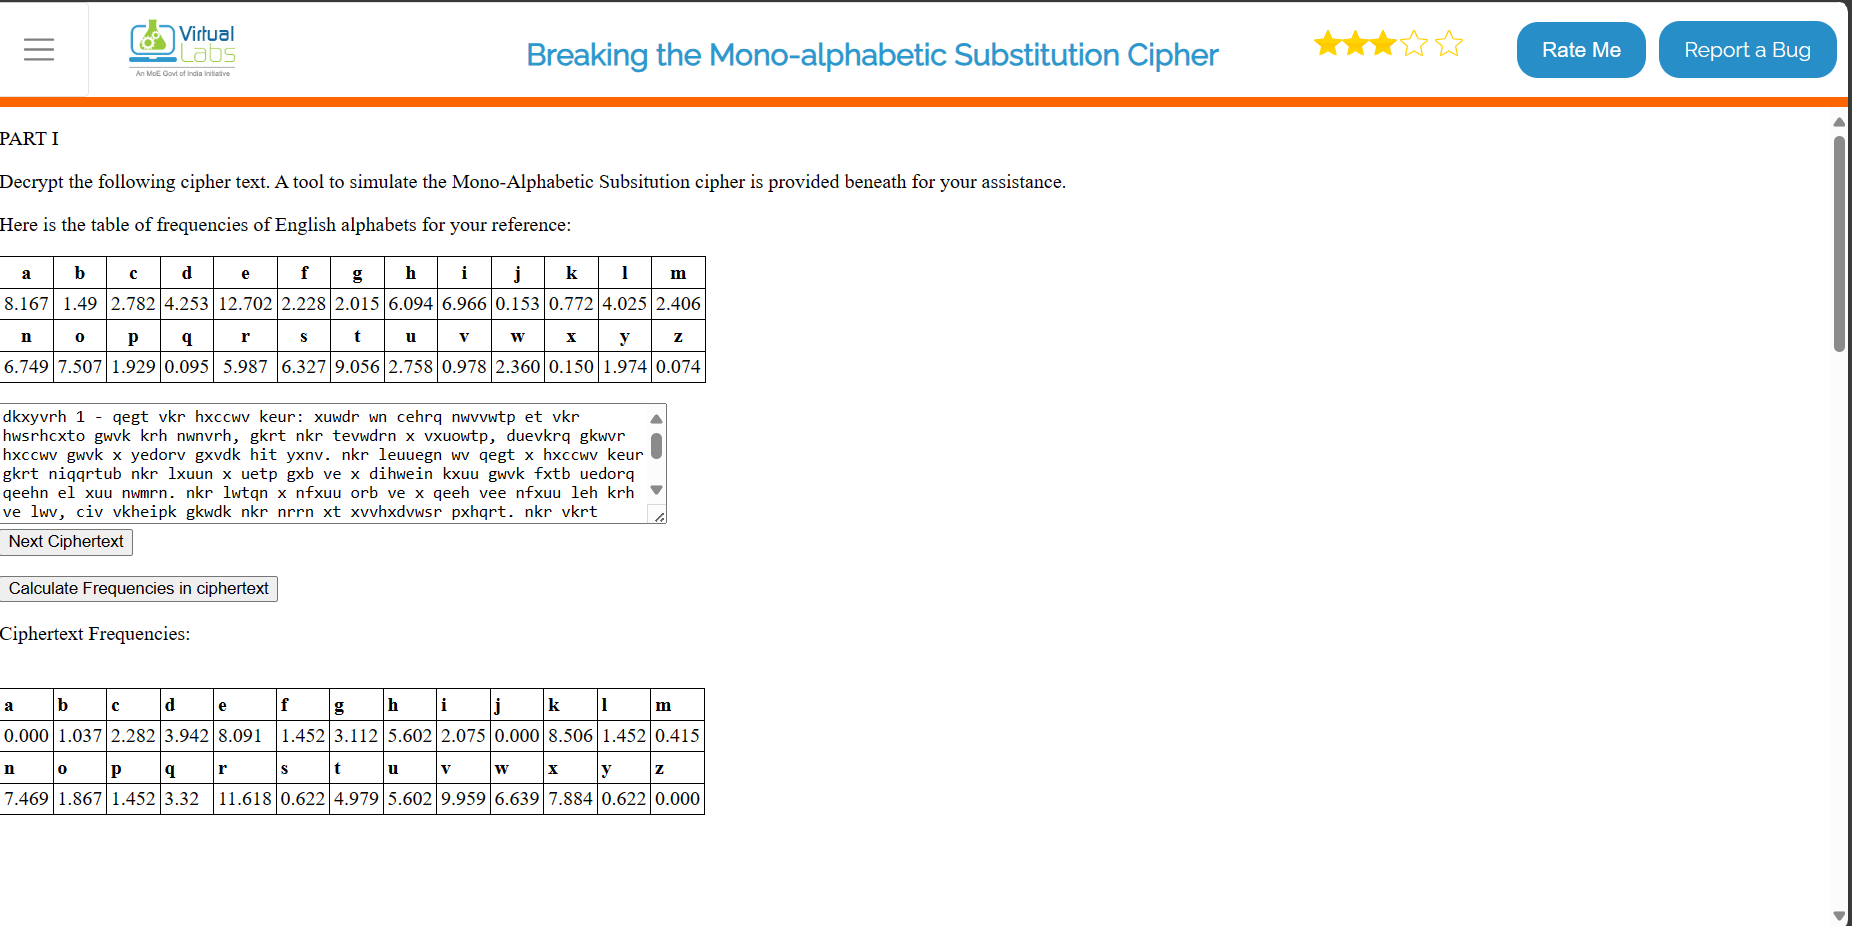 Virtual
Labs
An MoE Govt of India Initiative
Breaking the Mono-alphabetic Substitution Cipher
Rate Me
Report a Bug
PART I
Decrypt the following cipher text. A tool to simulate the Mono-Alphabetic Subsitution cipher is provided beneath for your assistance.
Here is the table of frequencies of English alphabets for your reference:
a b c d e f g h i j k l m
8.167 1.49 2.782 4.253 12.702 2.228 2.015 6.094 6.966 0.153 0.772 4.025 2.406
n o p q r s t u v w x y z
6.749 7.507 1.929 0.095 5.987 6.327 9.056 2.758 0.978 2.360 0.150 1.974 0.074
dkxyvrh 1 - qegt vkr hxccwv keur: xuwdr wn cehrq nwvvwtp et vkr
hwsrhcxto gwvk krh nwnvrh, gkrt nkr tevwdrn x vxuowtp, duevkrq gkwvr
hxccwv gwvk x yedorv gxvdk hit yxnv. nkr leuuegn wv qegt x hxccwv keur
gkrt niqqrtub nkr lxuun x uetp gxb ve x dihwein kxuu gwvk fxtb uedorq
qeehn el xuu nwmrn. nkr lwtqn x nfxuu orb ve x qeeh vee nfxuu leh krh
ve lwv, civ vkheipk gkwdk nkr nrrn xt xvvhxdvwsr pxhqrt. nkr vkrt
Next Ciphertext
Calculate Frequencies in ciphertext
Ciphertext Frequencies:
a b c d e f g h i j k l m
0.000 1.037 2.282 3.942 8.091 1.452 3.112 5.602 2.075 0.000 8.506 1.452 0.415
n o p q r s t u v w x y z
7.469 1.867 1.452 3.32 11.618 0.622 4.979 5.602 9.959 6.639 7.884 0.622 0.000